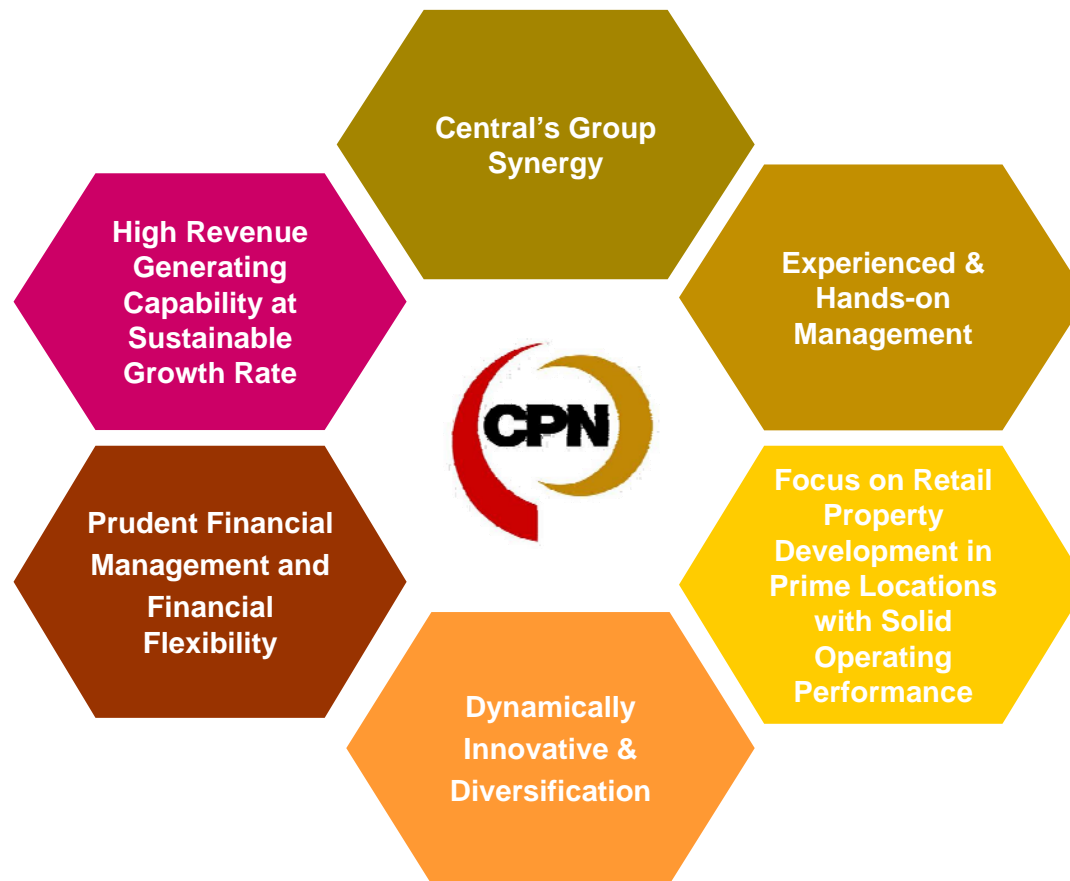 Central's Group
Synergy
Experienced &
Hands-on
Management
Focus on Retail
Property
Development in
Prime Locations
with Solid
Operating
Performance
Dynamically
Innovative &
Diversification
Prudent Financial
Management and
Financial
Flexibility
High Revenue
Generating
Capability at
Sustainable
Growth Rate
CPN